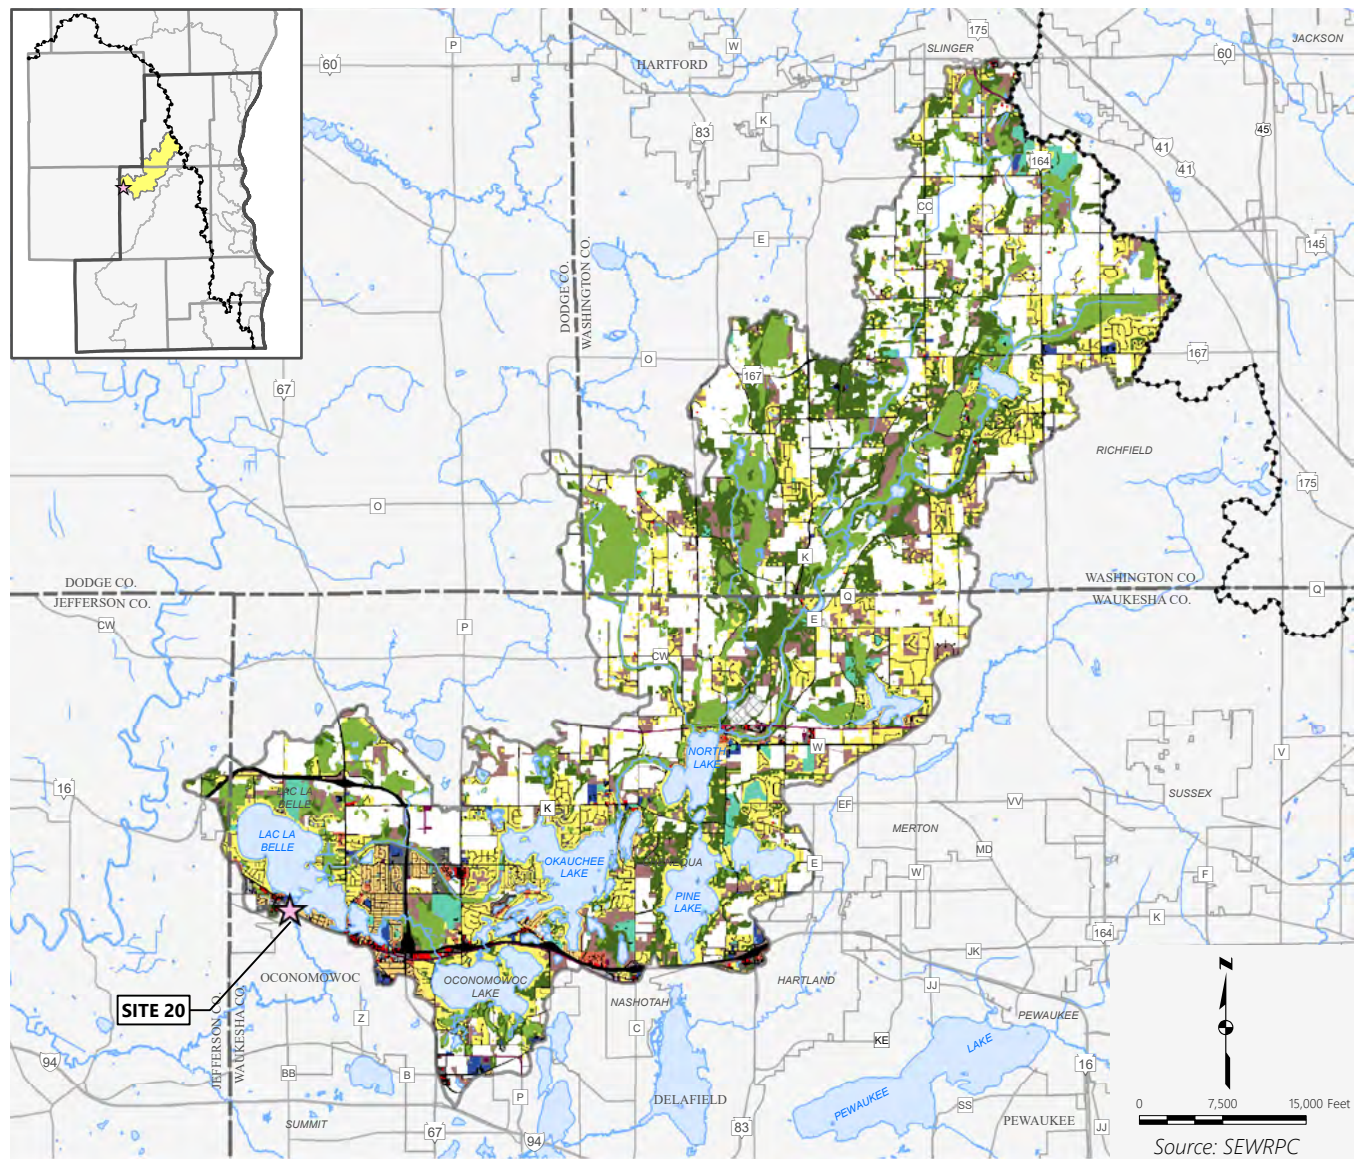 175
SLINGER
JACKSON
P
W
60
HARTFORD
60
K
83
45
41
41
164
CC
E
145
DODGE CO.
WASHINGTON CO.
O
167
167
67
RICHFIELD
175
O
K
DODGE CO.
JEFFERSON CO.
WASHINGTON CO.
WAUKESHA CO.
Q
Q
CW
P
E
CW
NORTH
LAKE
W
V
16
LAC LA
BELLE
K
EF
VV
SUSSEX
MERTON
LAC LA
BELLE
OKAUCHEE
LAKE
MD
E
W
F
PINE
LAKE
K
164
JK
OCONOMOWOC
OCONOMOWOC
LAKE
HARTLAND
NASHOTAH
JJ
SITE 20
Z
C
PEWAUKEE
KE
LAKE
JEFFERSON CO.
WAUKESHA CO.
94
BB
B
16
P
DELAFIELD
PEWAUKEE
SS
SUMMIT
67
94
83
PEWAUKEE
JJ
N
0 7,500 15,000 Feet
Source: SEWRPC